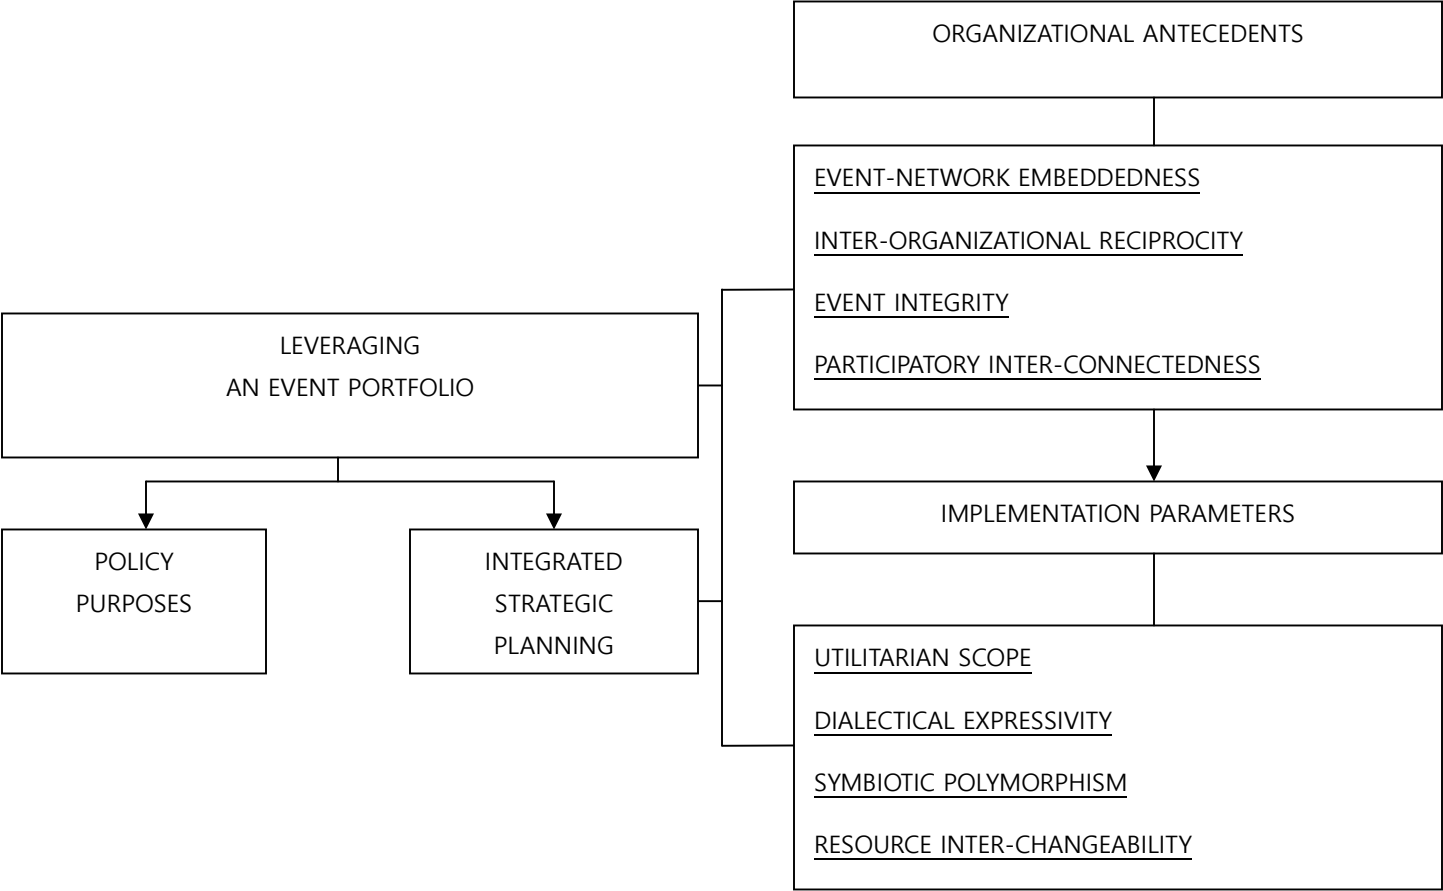 ORGANIZATIONAL ANTECEDENTS
EVENT-NETWORK EMBEDDEDNESS
INTER-ORGANIZATIONAL RECIPROCITY
EVENT INTEGRITY
PARTICIPATORY INTER-CONNECTEDNESS
LEVERAGING
AN EVENT PORTFOLIO
POLICY
PURPOSES
INTEGRATED
STRATEGIC
PLANNING
IMPLEMENTATION PARAMETERS
UTILITARIAN SCOPE
DIALECTICAL EXPRESSIVITY
SYMBIOTIC POLYMORPHISM
RESOURCE INTER-CHANGEABILITY